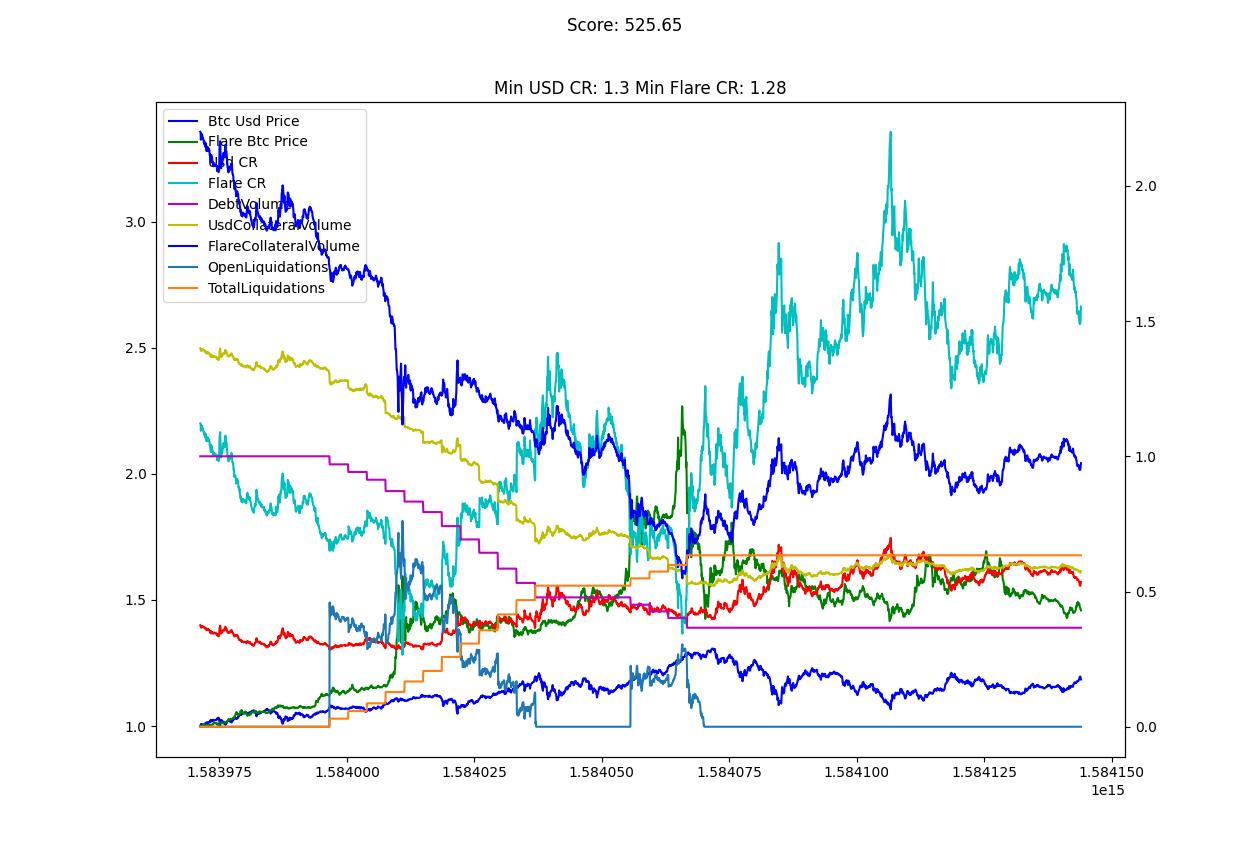 Score: 525.65
Min USD CR: 1.3 Min Flare CR: 1.28
Btc Usd Price
Flare Btc Price
Usd CR
Flare CR
DebtVolume
UsdCollateralVolume
FlareCollateralVolume
OpenLiquidations
TotalLiquidations
3.0
2.5
2.0
1.5
1.0
2.0
1.5
1.0
0.5
0.0
1.583975 1.584000 1.584025 1.584050 1.584075 1.584100 1.584125 1.584150
1e15